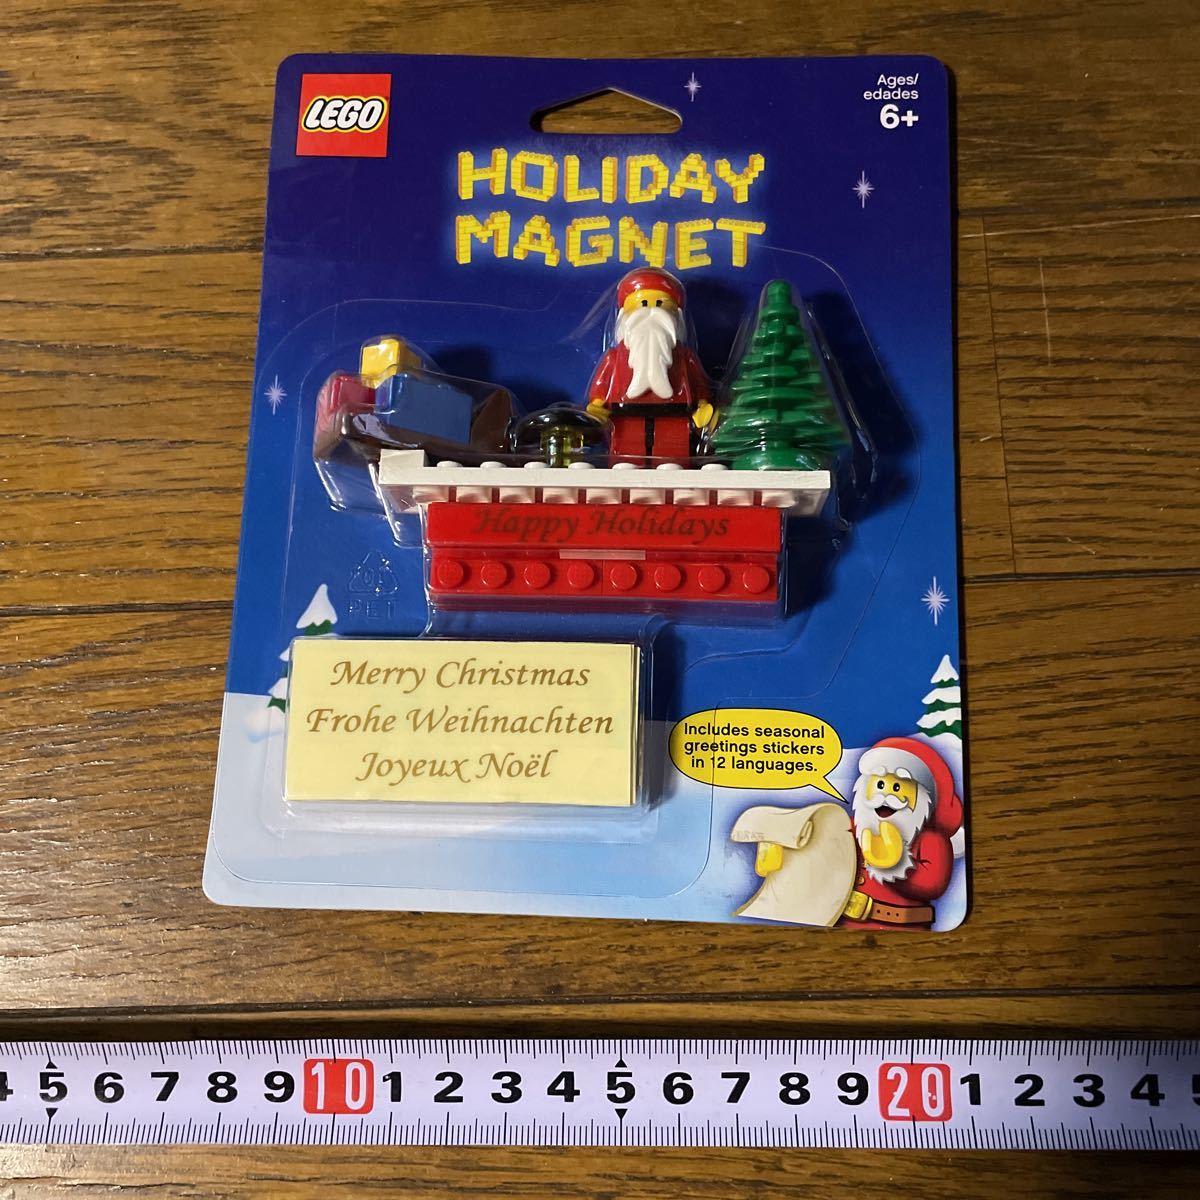 LEGO
Ages/
edades
6+
HOLIDAY
MAGNET
Happy Holidays
PET
Merry Christmas
Frohe Weihnachten
Joyeux Noël
Includes seasonal
greetings stickers
in 12 languages.
4 5 6 7 8 9 10 1 2 3 4 5 6 7 8 9 20 1 2 3 4 5